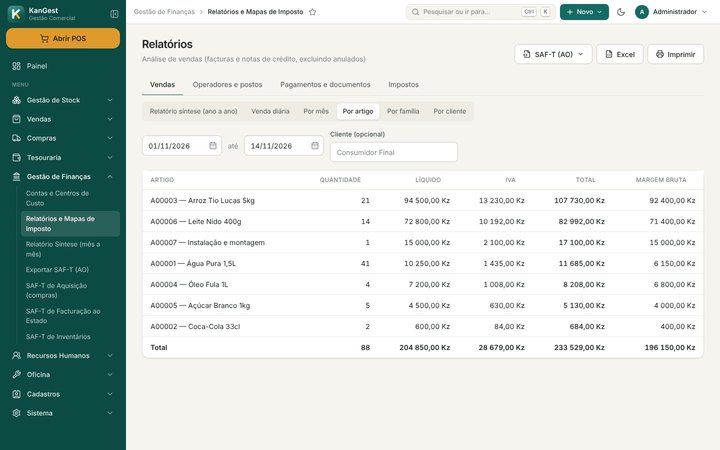 KanGest
Gestão Comercial
Abrir POS
Painel
MENU
Gestão de Stock
Vendas
Compras
Tesouraria
Gestão de Finanças
Contas e Centros de
Custo
Relatórios e Mapas de
Imposto
Relatório Síntese (mês a
mês)
Exportar SAF-T (AO)
SAF-T de Aquisição
(compras)
SAF-T de Facturação ao
Estado
SAF-T de Inventários
Recursos Humanos
Oficina
Cadastros
Sistema
Gestão de Finanças > Relatórios e Mapas de Imposto
Pesquisar ou ir para... Ctrl K
+ Novo
A Administrador
Relatórios
Análise de vendas (facturas e notas de crédito, excluindo anulados)
SAF-T (AO) Excel Imprimir
Vendas Operadores e postos Pagamentos e documentos Impostos
Relatório síntese (ano a ano) Venda diária Por mês Por artigo Por família Por cliente
Cliente (opcional)
01/11/2026 até 14/11/2026 Consumidor Final
ARTIGO QUANTIDADE LÍQUIDO IVA TOTAL MARGEM BRUTA
A00003 — Arroz Tio Lucas 5kg 21 94 500,00 Kz 13 230,00 Kz 107 730,00 Kz 92 400,00 Kz
A00006 — Leite Nido 400g 14 72 800,00 Kz 10 192,00 Kz 82 992,00 Kz 71 400,00 Kz
A00007 — Instalação e montagem 1 15 000,00 Kz 2 100,00 Kz 17 100,00 Kz 15 000,00 Kz
A00001 — Água Pura 1,5L 41 10 250,00 Kz 1 435,00 Kz 11 685,00 Kz 6 150,00 Kz
A00004 — Óleo Fula 1L 4 7 200,00 Kz 1 008,00 Kz 8 208,00 Kz 6 800,00 Kz
A00005 — Açúcar Branco 1kg 5 4 500,00 Kz 630,00 Kz 5 130,00 Kz 4 000,00 Kz
A00002 — Coca-Cola 33cl 2 600,00 Kz 84,00 Kz 684,00 Kz 400,00 Kz
Total 88 204 850,00 Kz 28 679,00 Kz 233 529,00 Kz 196 150,00 Kz